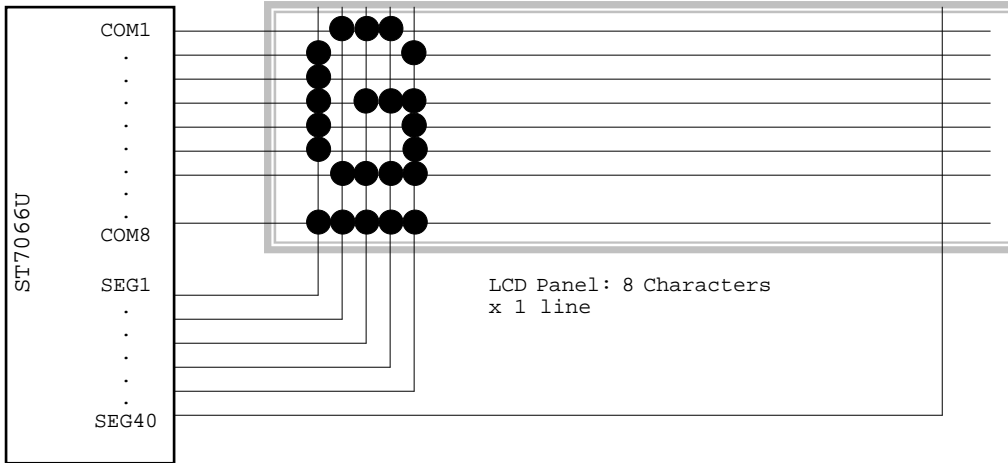 COM1
.
.
.
.
.
.
.
COM8
ST7066U
SEG1
.
.
.
.
.
SEG40
LCD Panel: 8 Characters
x 1 line